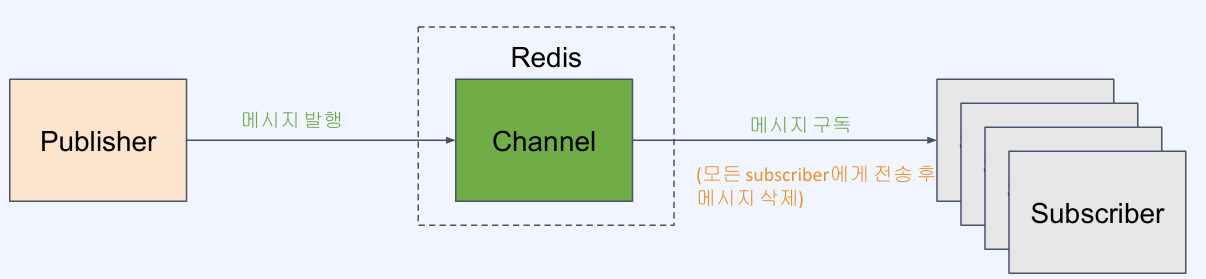 Redis
Publisher
메시지 발행
Channel
메시지 구독
(모든 subscriber에게 전송 후
메시지 삭제)
Subscriber